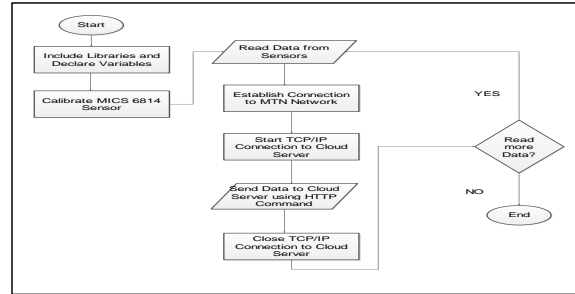 Start
Include Libraries and
Declare Variables
Calibrate MICS 6814
Sensor
Read Data from
Sensors
Establish Connection
to MTN Network
Start TCP/IP
Connection to Cloud
Server
Send Data to Cloud
Server using HTTP
Command
Close TCP/IP
Connection to Cloud
Server
YES
Read
more
Data?
NO
End